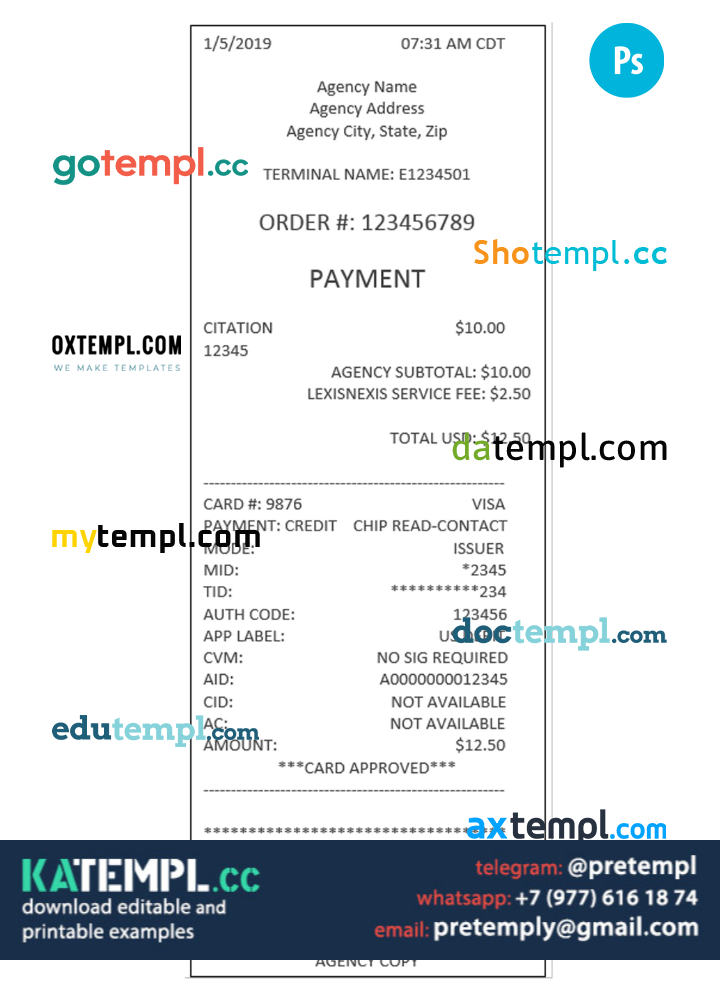 1/5/2019 07:31 AM CDT
Ps
Agency Name
Agency Address
Agency City, State, Zip
gotempl.cc
TERMINAL NAME: E1234501
ORDER #: 123456789
Shotempl.cc
PAYMENT
CITATION $10.00
OXTEMPL.COM
12345
WE MAKE TEMPLATES
AGENCY SUBTOTAL: $10.00
LEXISNEXIS SERVICE FEE: $2.50
TOTAL USD: $12.50
datempl.com
CARD #: 9876 VISA
PAYMENT: CREDIT CHIP READ-CONTACT
mytempl.com
MODE: ISSUER
MID: *2345
TID: **********234
AUTH CODE: 123456
APP LABEL: US
doctempl.com
CVM: NO SIG REQUIRED
AID: A0000000012345
CID: NOT AVAILABLE
AC: NOT AVAILABLE
edutempl.com
AMOUNT: $12.50
***CARD APPROVED***
axtempl.com
KATEMPL.cc
download editable and
printable examples
telegram: @pretempl
whatsapp: +7 (977) 616 18 74
email: pretemply@gmail.com
AGENCY COPY